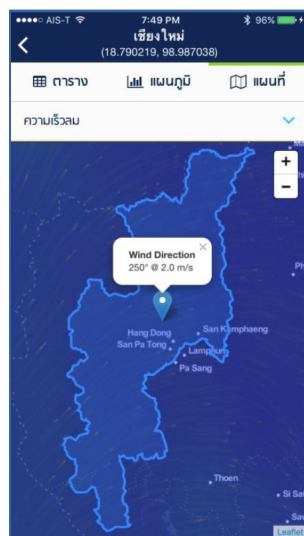 AIS-T 7:49 PM 96%
เชียงใหม่
(18.790219, 98.987038)
ตาราง แผนภูมิ แผนที่
ความเร็วลม
+
−
Wind Direction ×
250° @ 2.0 m/s
Hang Dong San Kamphaeng
San Pa Tong
Lamphun
Pa Sang
Thoen
Si Sat
Leaflet